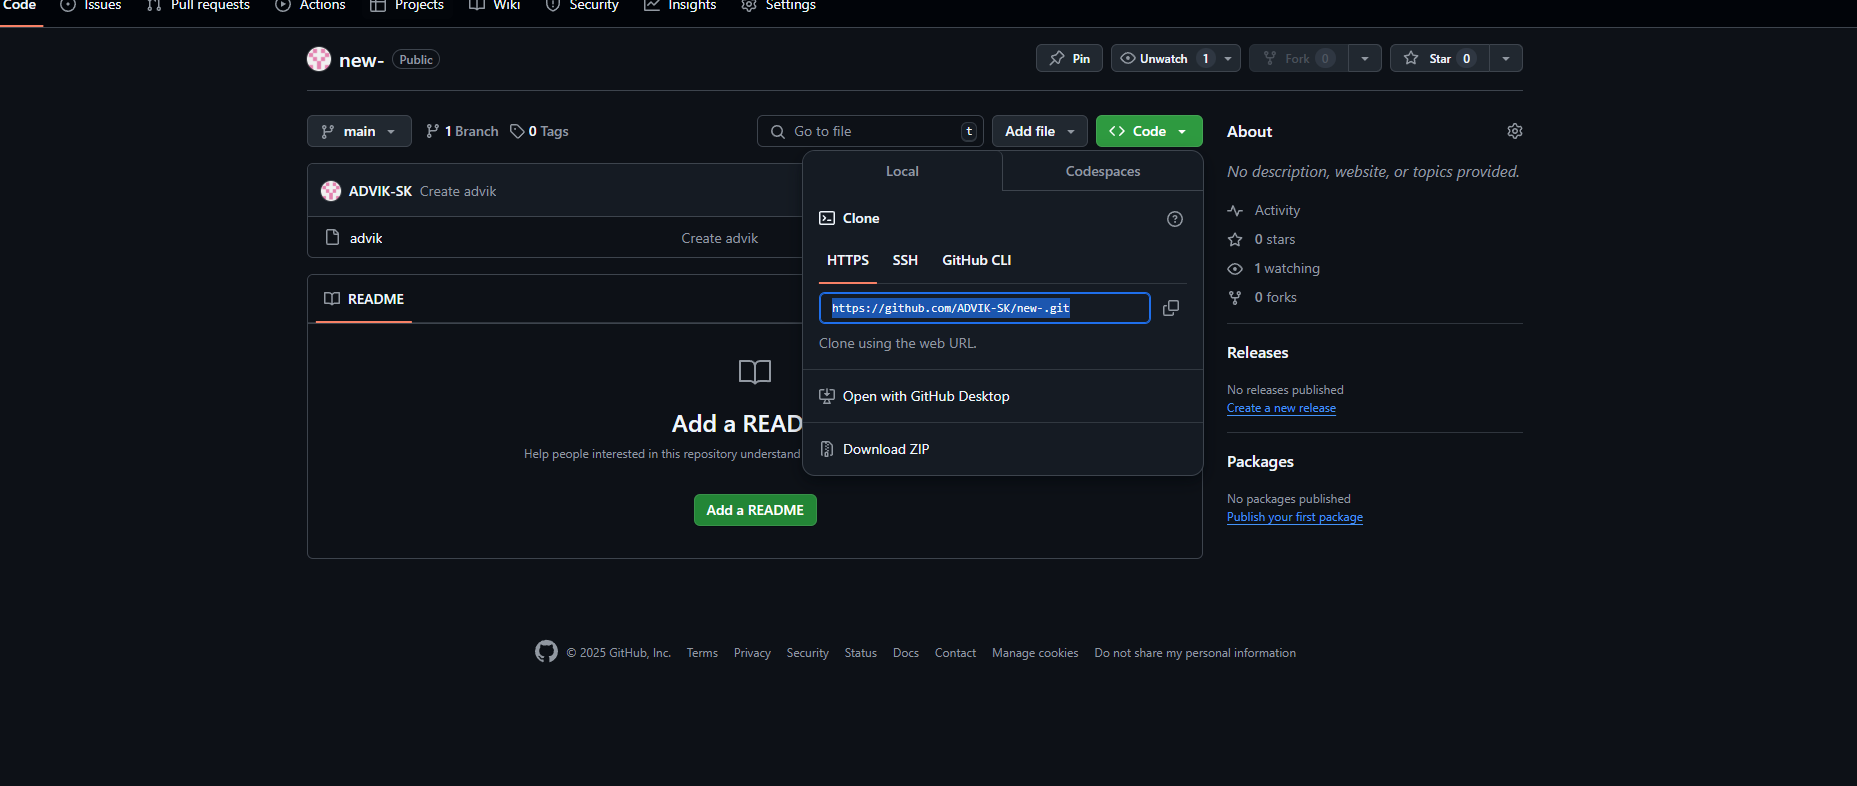 Code Issues Pull requests Actions Projects Wiki Security Insights Settings
new- Public Pin Unwatch 1 Fork 0 Star 0
main 1 Branch 0 Tags Go to file t Add file Code
ADVIK-SK Create advik
advik Create advik
README
Add a READ
Help people interested in this repository understand
Add a README
Local Codespaces
Clone
HTTPS SSH GitHub CLI
https://github.com/ADVIK-SK/new-.git
Clone using the web URL.
Open with GitHub Desktop
Download ZIP
About
No description, website, or topics provided.
Activity
0 stars
1 watching
0 forks
Releases
No releases published
Create a new release
Packages
No packages published
Publish your first package
© 2025 GitHub, Inc. Terms Privacy Security Status Docs Contact Manage cookies Do not share my personal information